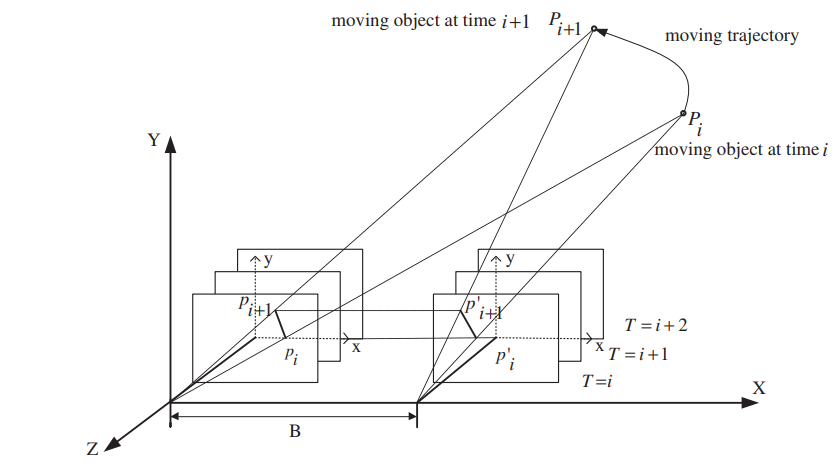 moving object at time i+1 P_{i+1}
moving trajectory
P_i
moving object at time i
Y
y
y
P_{i+1}
p'_{i+1}
T = i+2
x
x
T = i+1
p_i
p'_i
T=i
X
B
Z